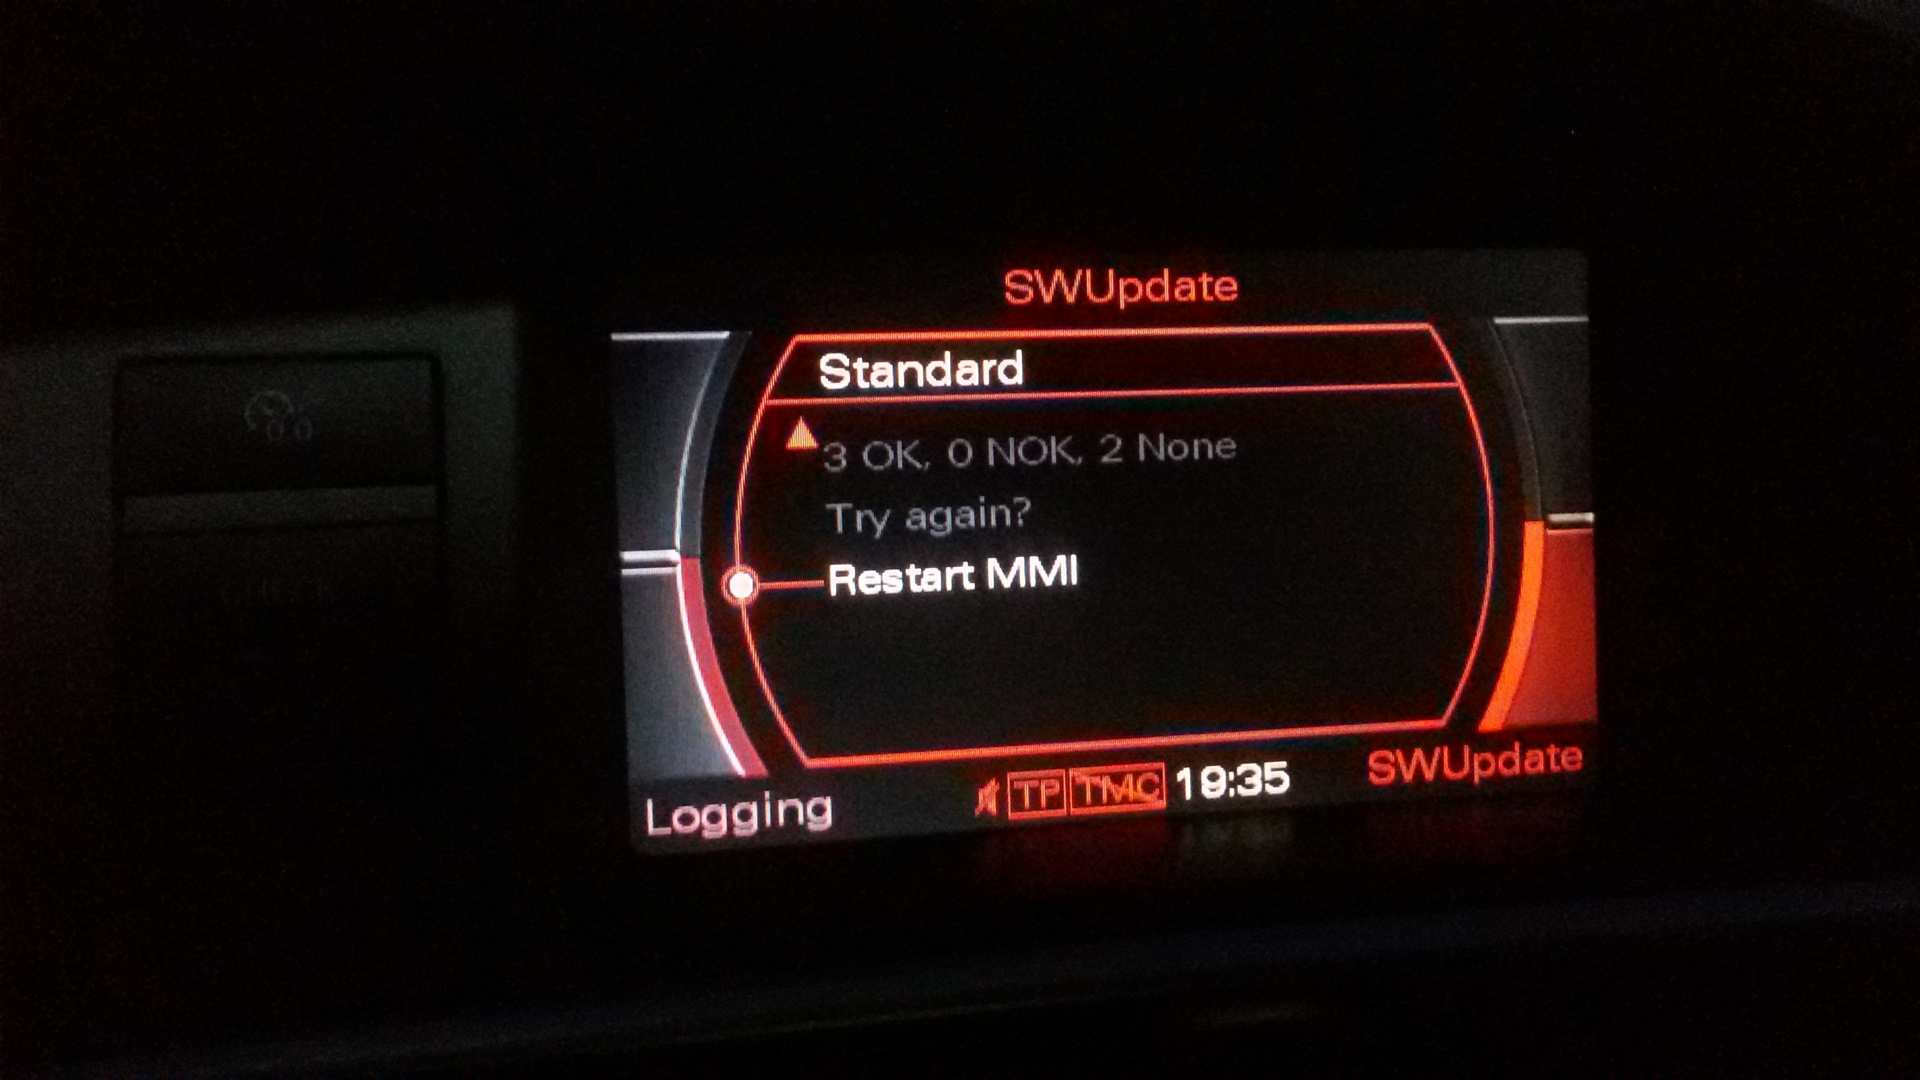 SWUpdate
Standard
3 OK, 0 NOK, 2 None
Try again?
Restart MMI
Logging
TP TMC 19:35
SWUpdate